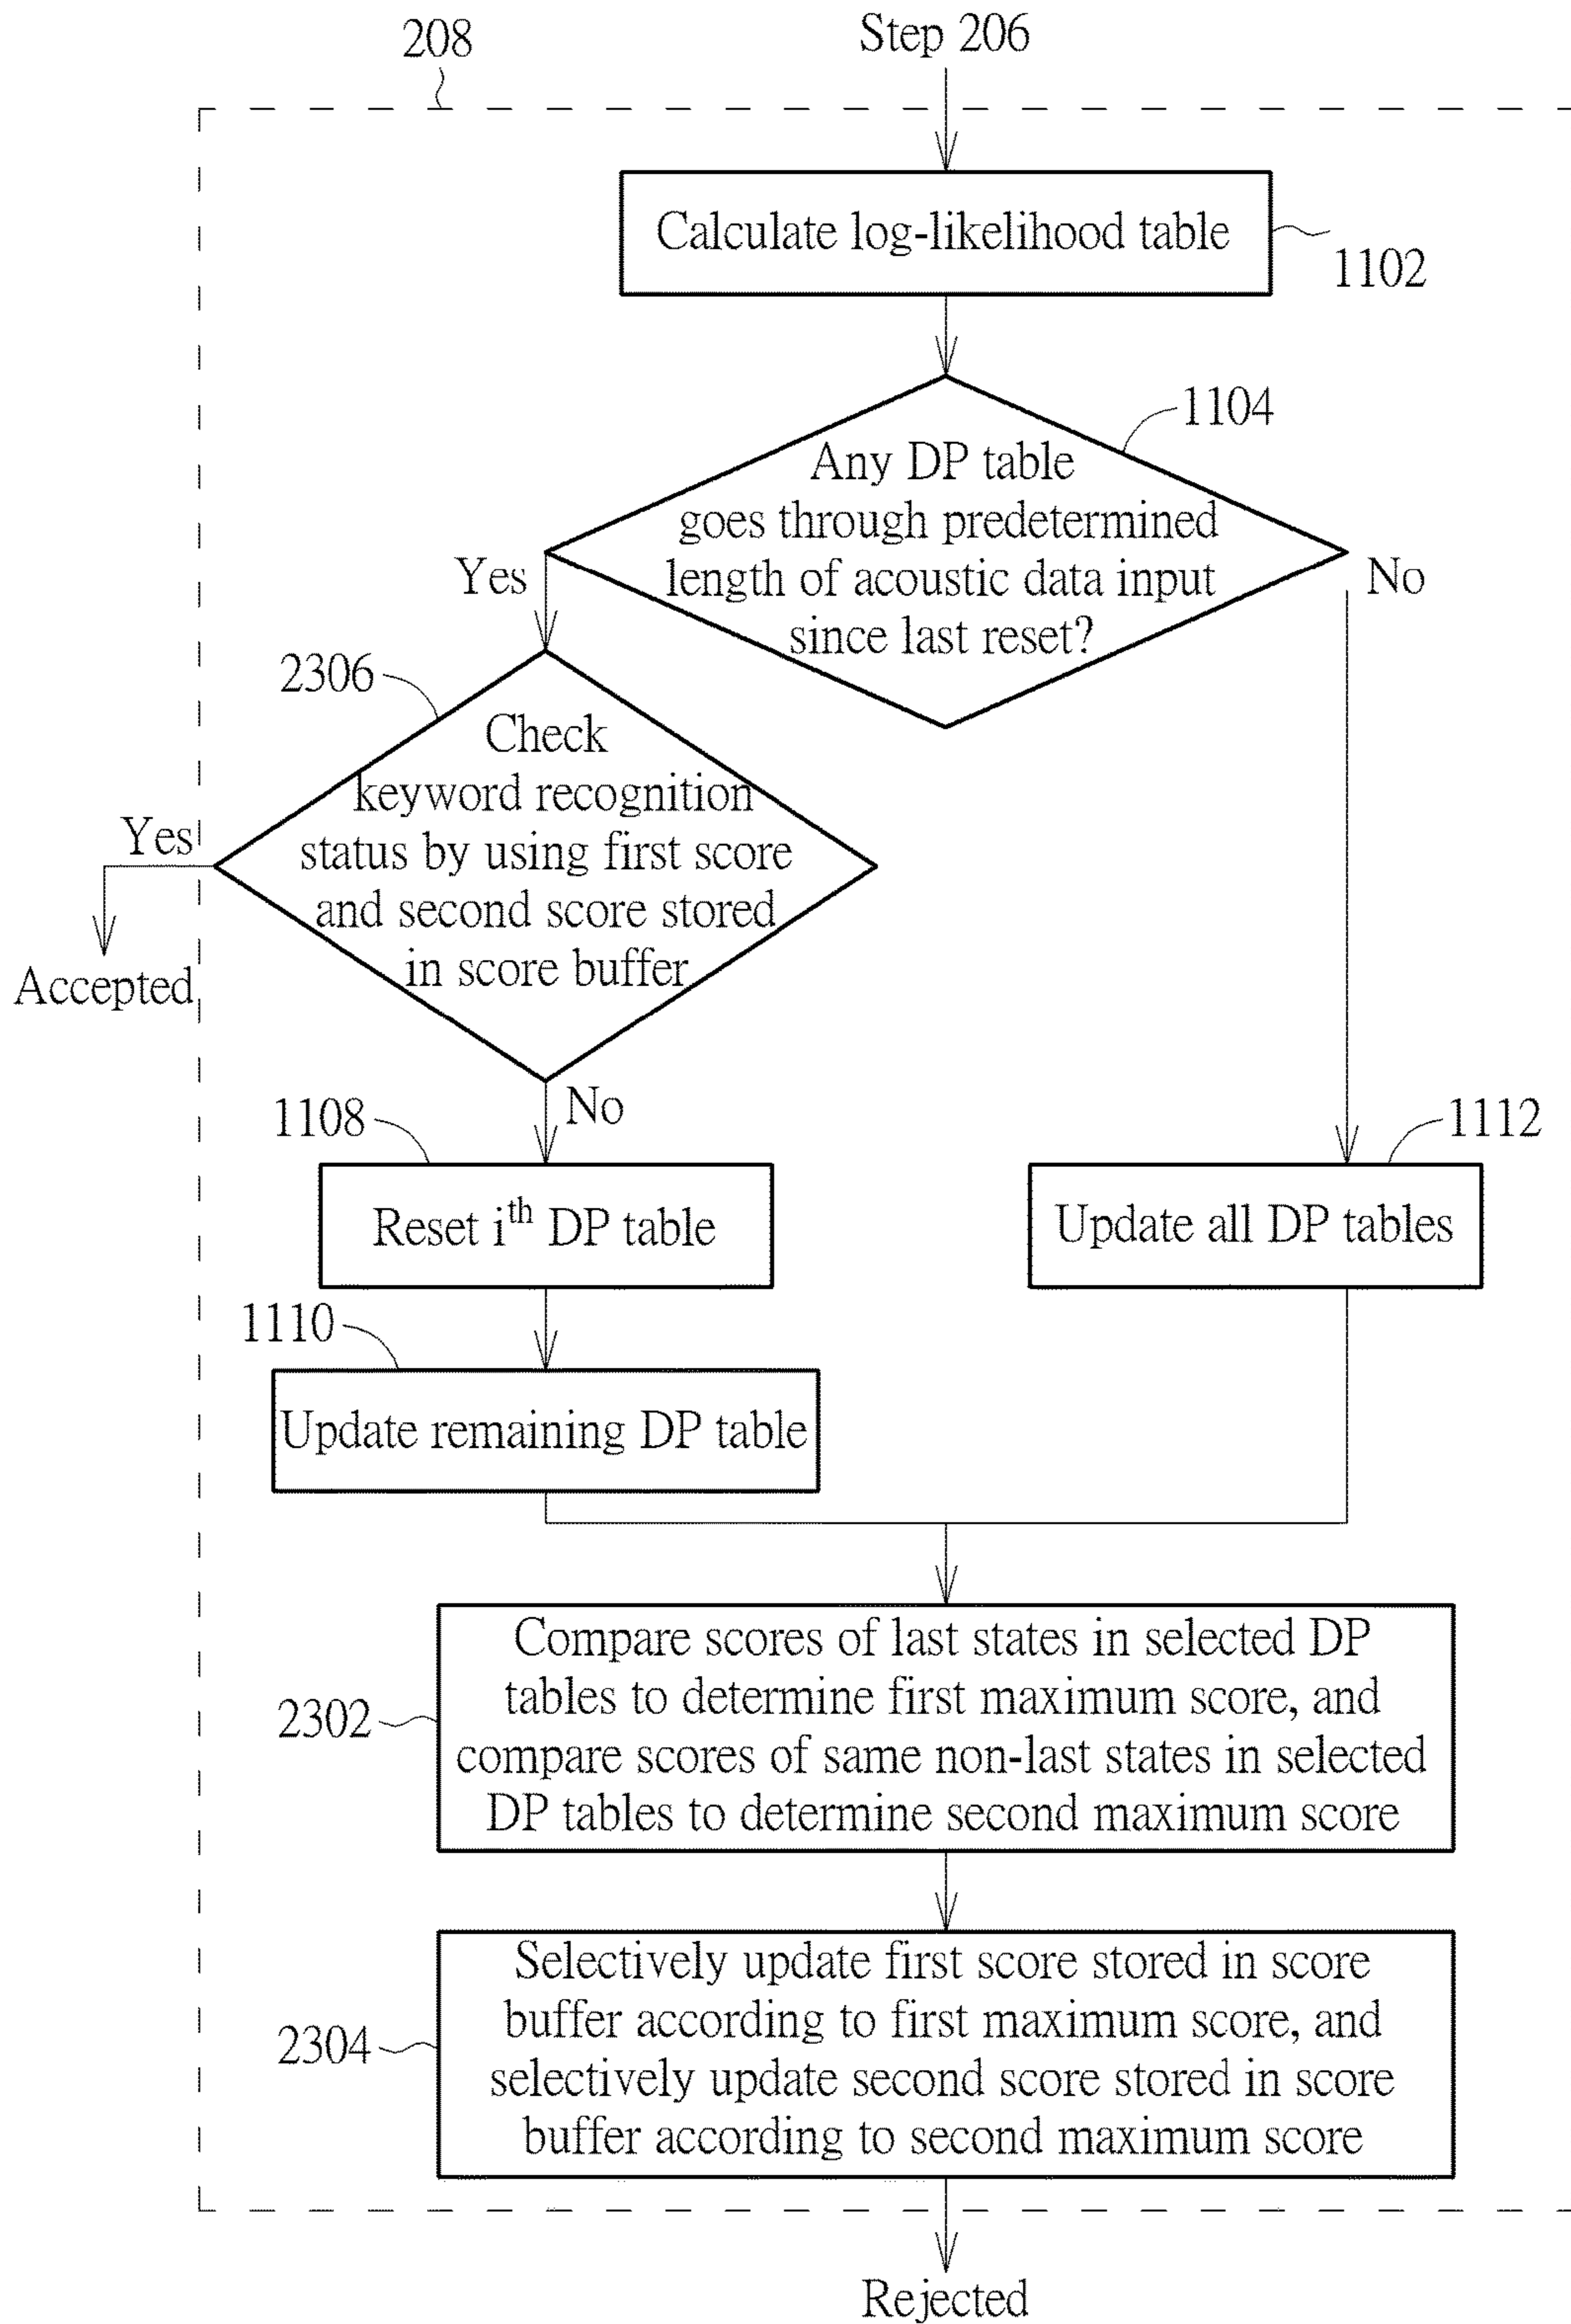 208
Step 206
Calculate log-likelihood table
1102
1104
Any DP table
goes through predetermined
length of acoustic data input
since last reset?
Yes
No
2306
Check
keyword recognition
status by using first score
and second score stored
in score buffer
Yes
Accepted
No
1108
Reset iᵗʰ DP table
1112
Update all DP tables
1110
Update remaining DP table
2302
Compare scores of last states in selected DP
tables to determine first maximum score, and
compare scores of same non-last states in selected
DP tables to determine second maximum score
2304
Selectively update first score stored in score
buffer according to first maximum score, and
selectively update second score stored in score
buffer according to second maximum score
Rejected